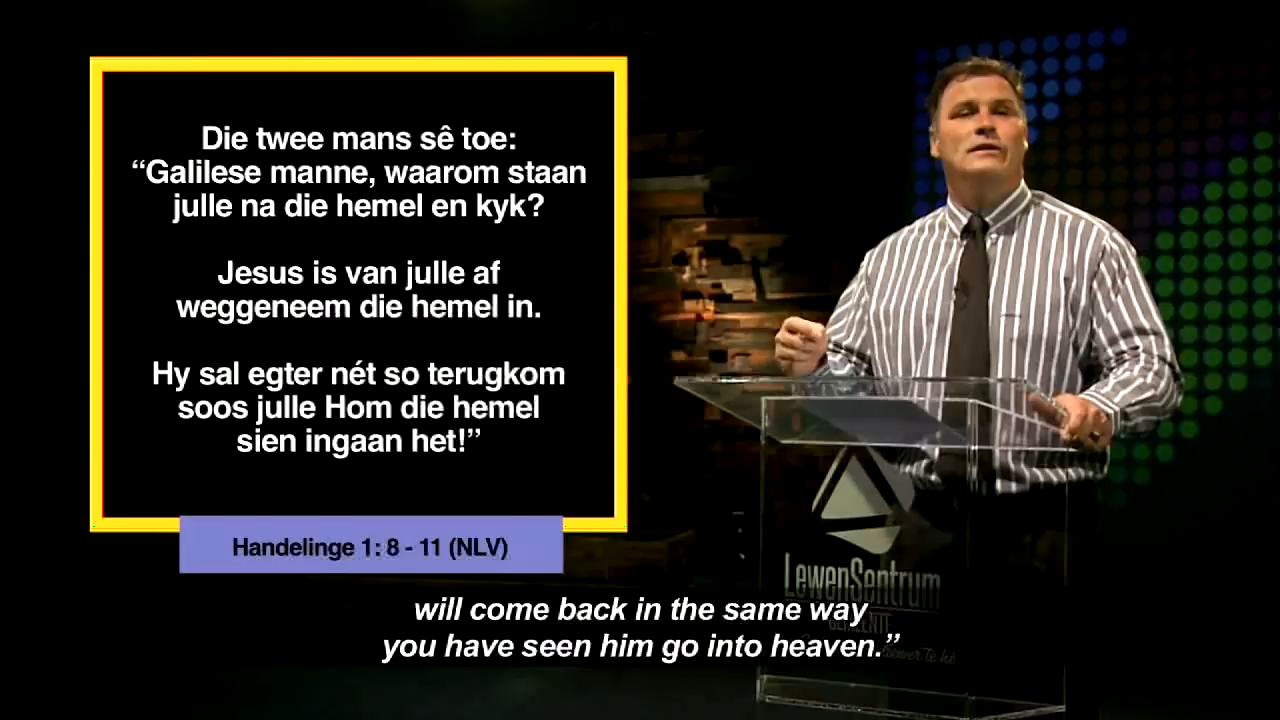 Die twee mans sê toe:
“Galilese manne, waarom staan
julle na die hemel en kyk?
Jesus is van julle af
weggeneem die hemel in.
Hy sal egter nét so terugkom
soos julle Hom die hemel
sien ingaan het!”
Handelinge 1: 8 - 11 (NLV)
LewenSentrum
GEMEENTE
will come back in the same way
you have seen him go into heaven.”